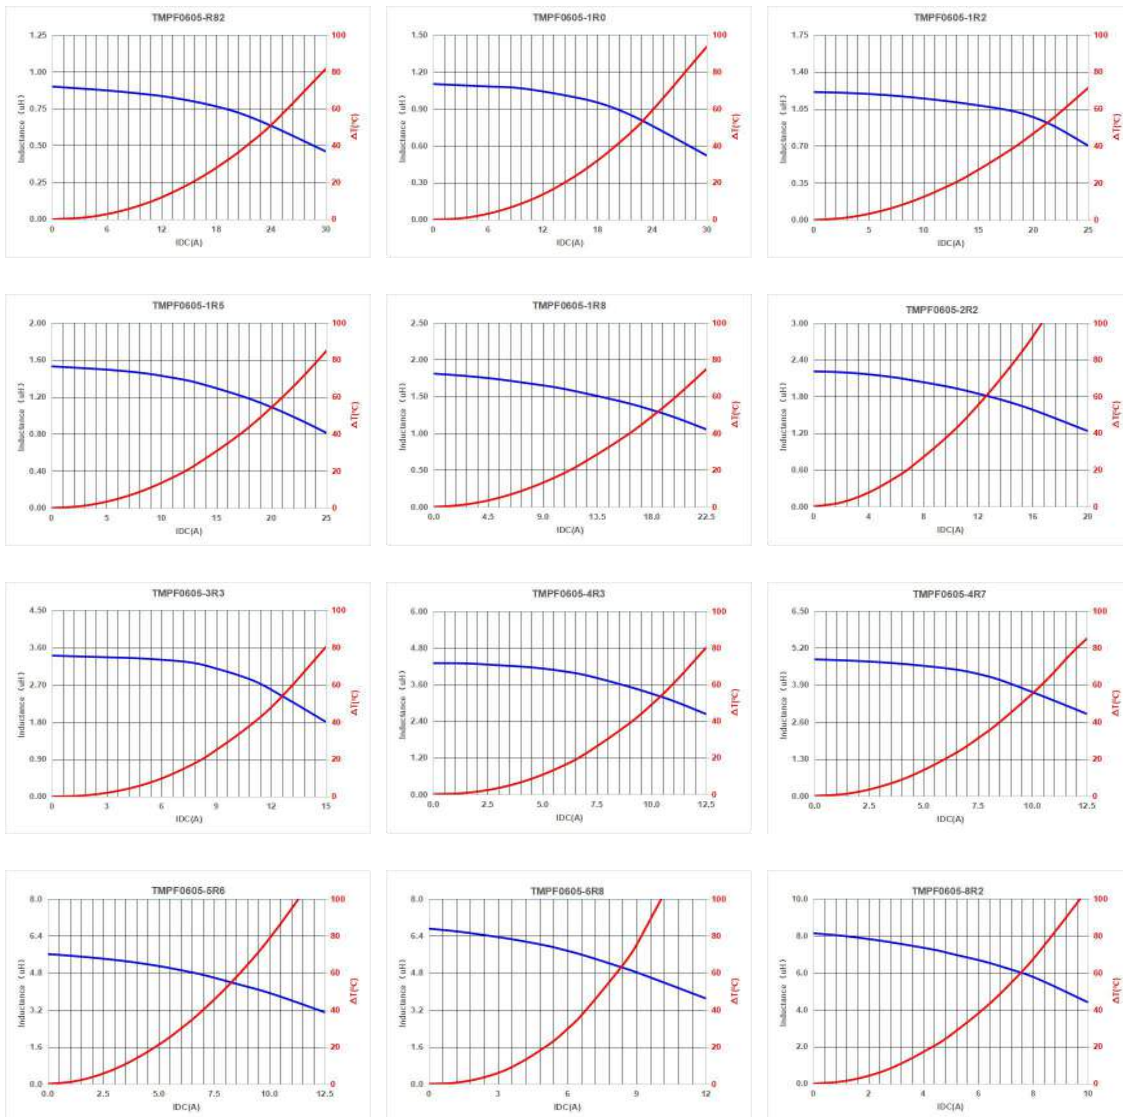 TMPF0605-R82
1.25
1.00
0.75
0.50
0.25
0.00
Inductance (uH)
100
80
60
40
20
0
ΔT(℃)
0 6 12 18 24 30
IDC(A)
TMPF0605-1R0
1.50
1.20
0.90
0.60
0.30
0.00
Inductance (uH)
100
80
60
40
20
0
ΔT(℃)
0 6 12 18 24 30
IDC(A)
TMPF0605-1R2
1.75
1.40
1.05
0.70
0.35
0.00
Inductance (uH)
100
80
60
40
20
0
ΔT(℃)
0 5 10 15 20 25
IDC(A)
TMPF0605-1R5
2.00
1.60
1.20
0.80
0.40
0.00
Inductance (uH)
100
80
60
40
20
0
ΔT(℃)
0 5 10 15 20 25
IDC(A)
TMPF0605-1R8
2.50
2.00
1.50
1.00
0.50
0.00
Inductance (uH)
100
80
60
40
20
0
ΔT(℃)
0.0 4.5 9.0 13.5 18.0 22.5
IDC(A)
TMPF0605-2R2
3.00
2.40
1.80
1.20
0.60
0.00
Inductance (uH)
100
80
60
40
20
0
ΔT(℃)
0 4 8 12 16 20
IDC(A)
TMPF0605-3R3
4.50
3.60
2.70
1.80
0.90
0.00
Inductance (uH)
100
80
60
40
20
0
ΔT(℃)
0 3 6 9 12 15
IDC(A)
TMPF0605-4R3
6.00
4.80
3.60
2.40
1.20
0.00
Inductance (uH)
100
80
60
40
20
0
ΔT(℃)
0.0 2.5 5.0 7.5 10.0 12.5
IDC(A)
TMPF0605-4R7
6.50
5.20
3.90
2.60
1.30
0.00
Inductance (uH)
100
80
60
40
20
0
ΔT(℃)
0.0 2.5 5.0 7.5 10.0 12.5
IDC(A)
TMPF0605-5R6
8.0
6.4
4.8
3.2
1.6
0.0
Inductance (uH)
100
80
60
40
20
0
ΔT(℃)
0.0 2.5 5.0 7.5 10.0 12.5
IDC(A)
TMPF0605-6R8
8.0
6.4
4.8
3.2
1.6
0.0
Inductance (uH)
100
80
60
40
20
0
ΔT(℃)
0 3 6 9 12
IDC(A)
TMPF0605-8R2
10.0
8.0
6.0
4.0
2.0
0.0
Inductance (uH)
100
80
60
40
20
0
ΔT(℃)
0 2 4 6 8 10
IDC(A)